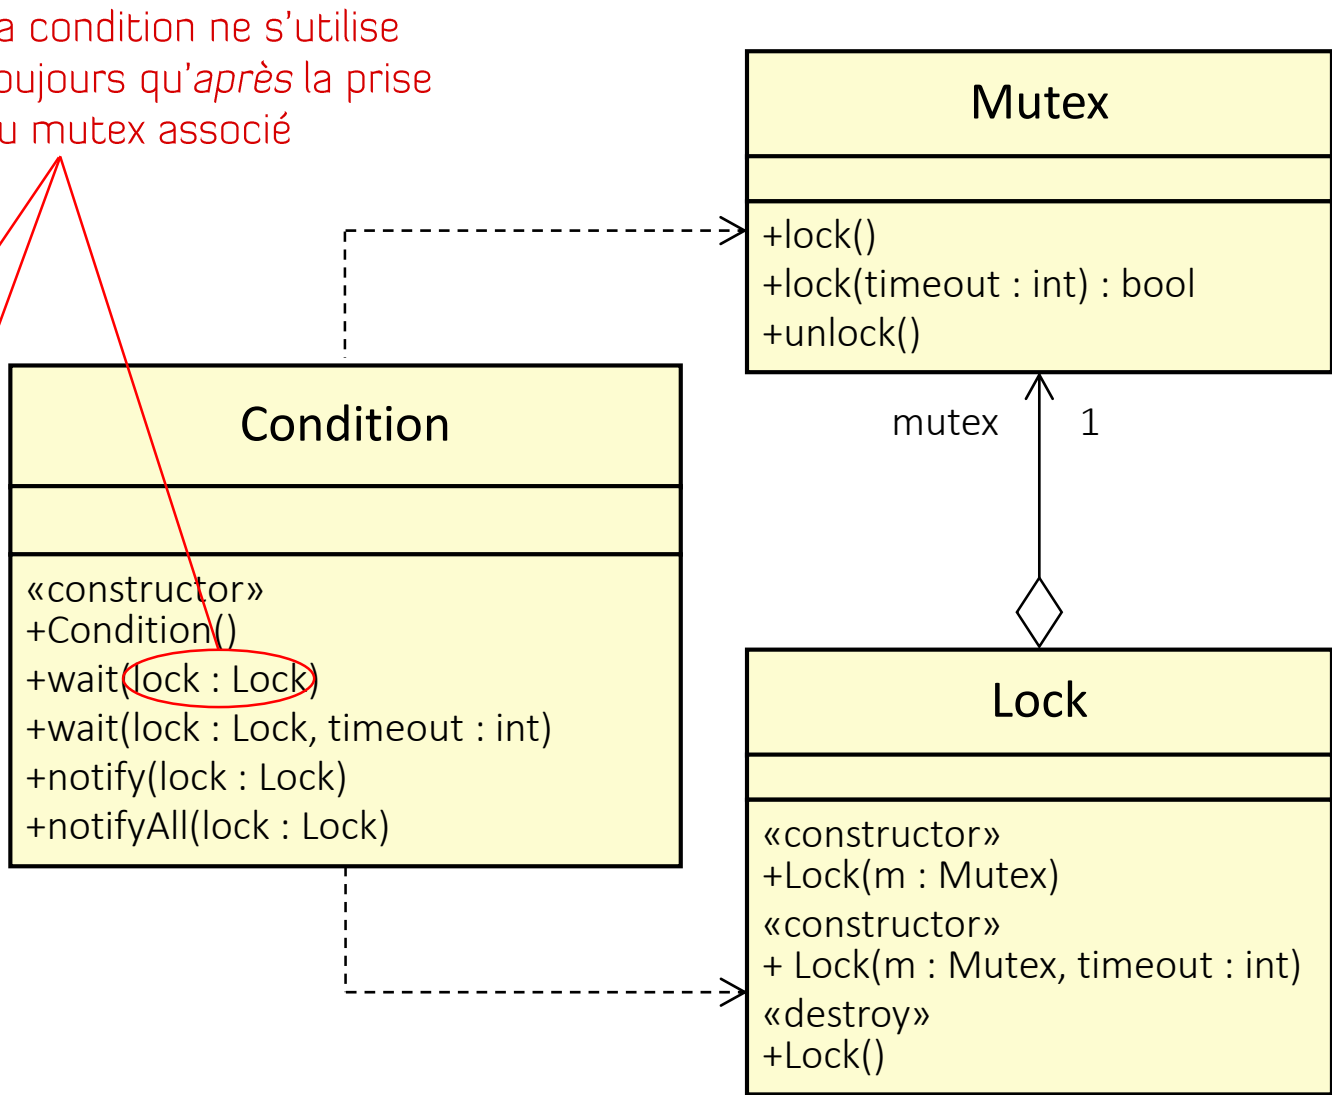 a condition ne s'utilise
oujours qu'après la prise
u mutex associé
Mutex
+lock()
+lock(timeout : int) : bool
+unlock()
mutex 1
Condition
«constructor»
+Condition()
+wait(lock : Lock)
+wait(lock : Lock, timeout : int)
+notify(lock : Lock)
+notifyAll(lock : Lock)
Lock
«constructor»
+Lock(m : Mutex)
«constructor»
+ Lock(m : Mutex, timeout : int)
«destroy»
+Lock()